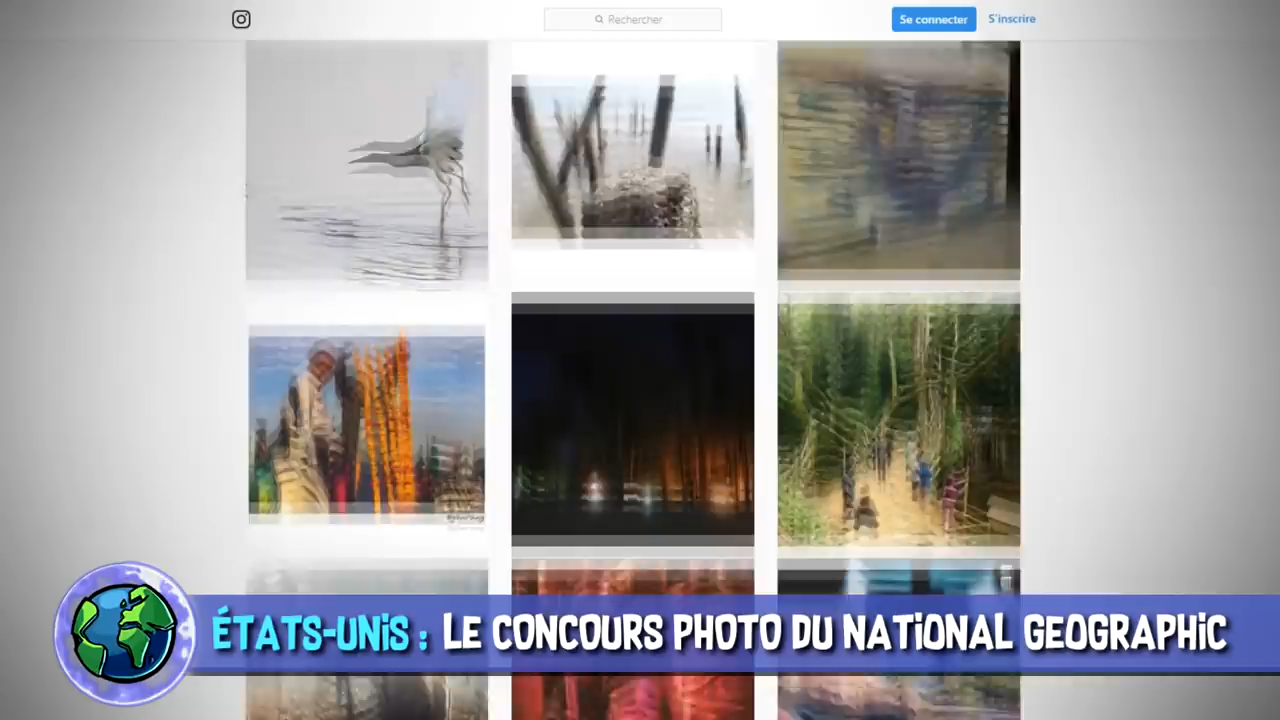 Rechercher
Se connecter
S'inscrire
ÉTATS-UNIS : LE CONCOURS PHOTO DU NATIONAL GEOGRAPHIC